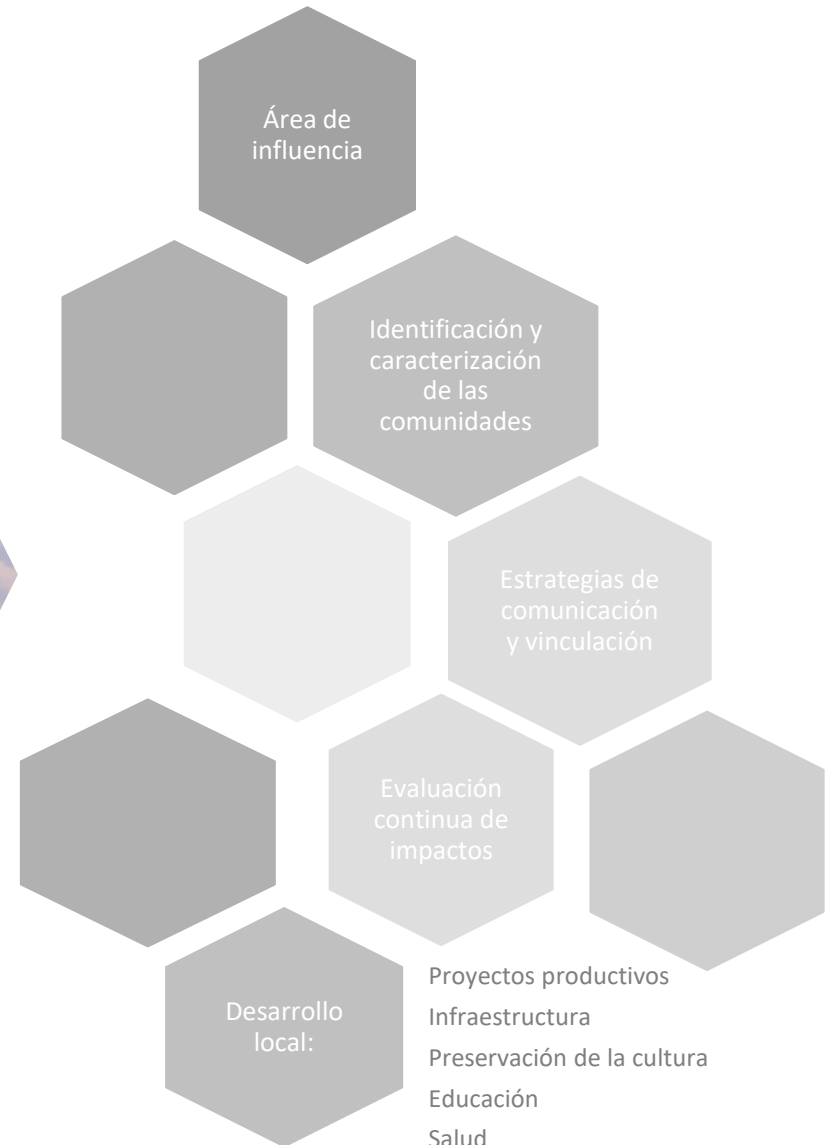 Área de
influencia
Identificación y
caracterización
de las
comunidades
Estrategias de
comunicación
y vinculación
Evaluación
continua de
impactos
Desarrollo
local:
Proyectos productivos
Infraestructura
Preservación de la cultura
Educación
Salud